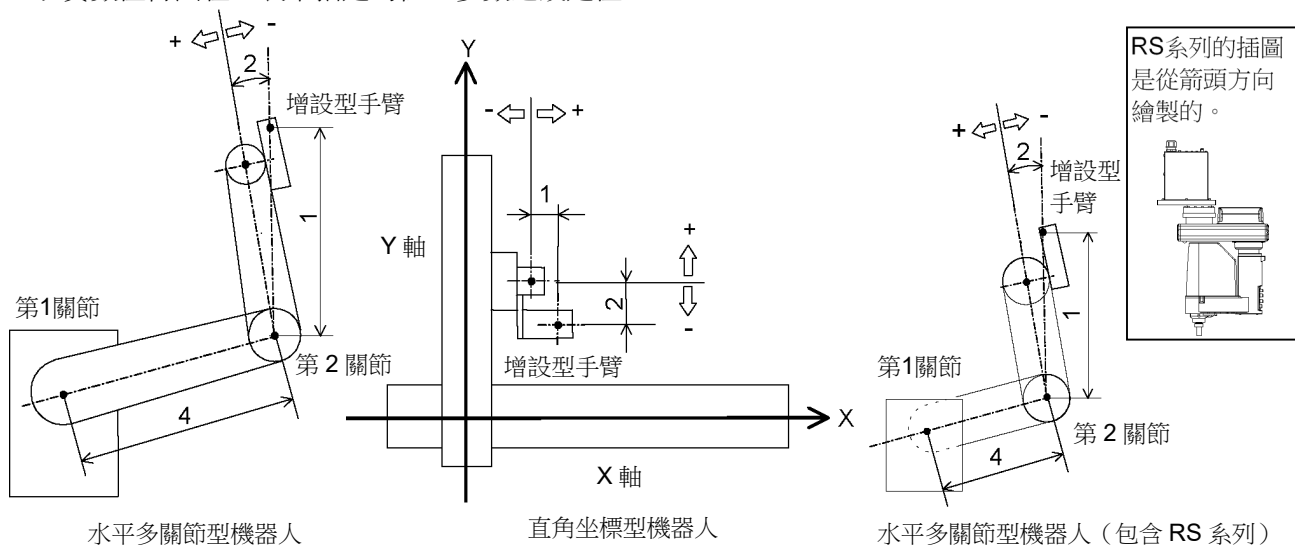 +
-
2
增設型手臂
1
第1關節
第 2 關節
4
水平多關節型機器人
Y
-
+
1
Y 軸
+
2
-
增設型手臂
X
X 軸
直角坐標型機器人
+
-
2
增設型
手臂
1
第1關節
第 2 關節
4
水平多關節型機器人（包含 RS 系列）
RS系列的插圖
是從箭頭方向
繪製的。